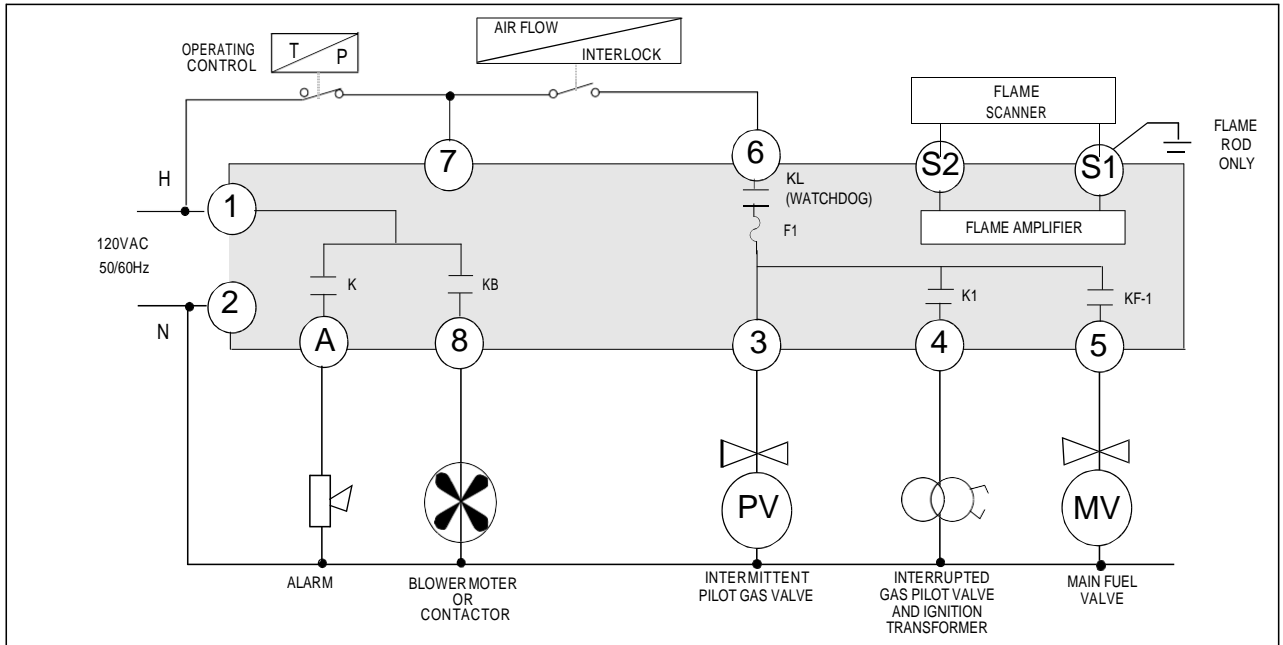 AIR FLOW
INTERLOCK
OPERATING
CONTROL
T
P
FLAME
SCANNER
FLAME
ROD
ONLY
7
6
S2
S1
H
1
KL
(WATCHDOG)
F1
FLAME AMPLIFIER
120VAC
50/60Hz
2
N
K
KB
K1
KF-1
A
8
3
4
5
PV
MV
ALARM
BLOWER MOTER
OR
CONTACTOR
INTERMITTENT
PILOT GAS VALVE
INTERRUPTED
GAS PILOT VALVE
AND IGNITION
TRANSFORMER
MAIN FUEL
VALVE